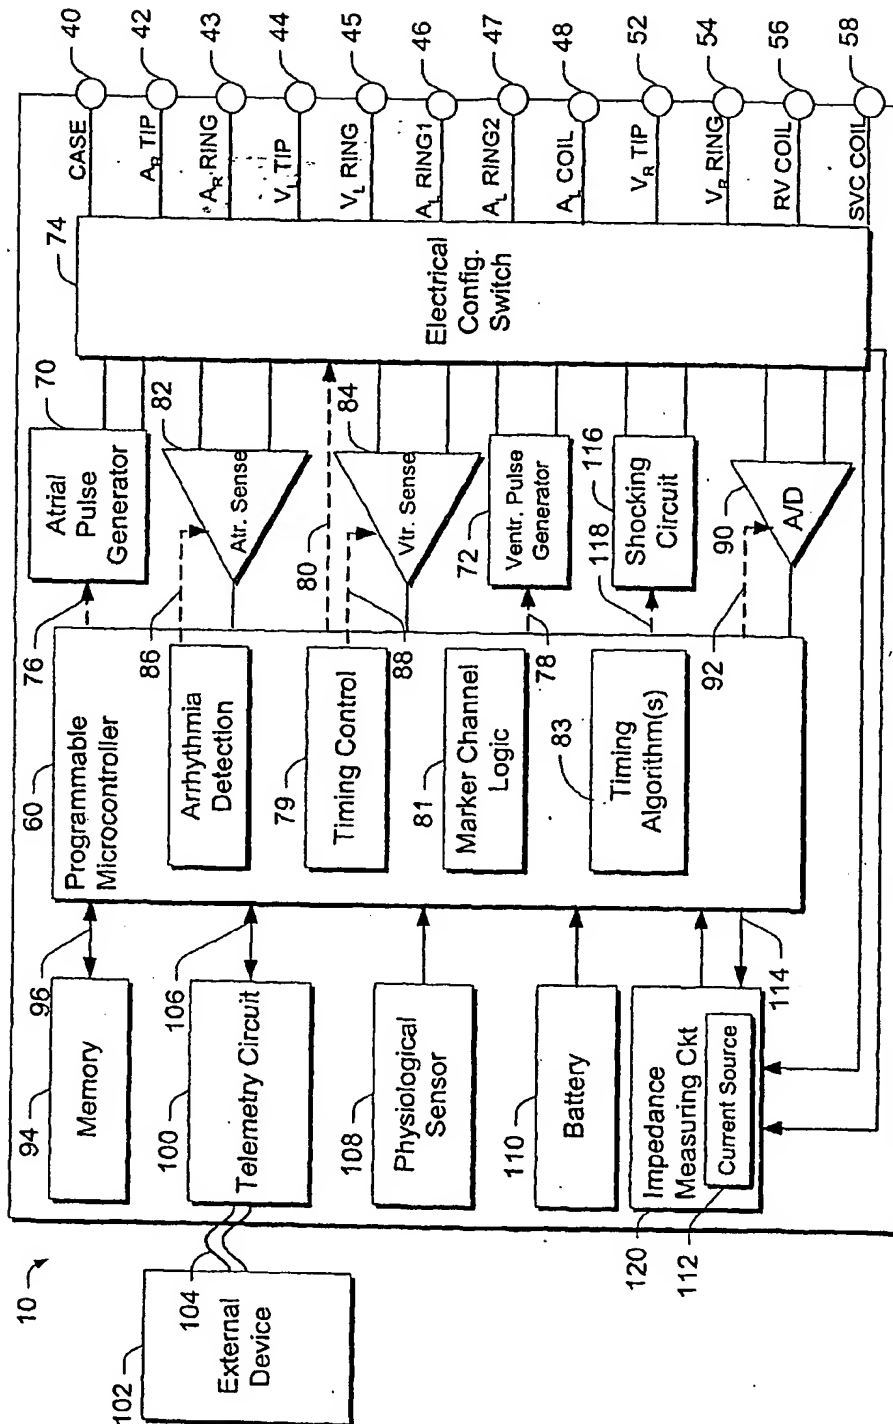 10
102
104
External
Device
94
Memory
96
100
Telemetry Circuit
106
108
Physiological
Sensor
110
Battery
120
112
Impedance
Measuring Ckt
Current Source
114
60
Programmable
Microcontroller
Arrhythmia
Detection
79
Timing Control
81
Marker Channel
Logic
83
Timing
Algorithm(s)
76
86
80
88
78
118
92
70
Atrial
Pulse
Generator
82
Atr. Sense
84
Vtr. Sense
72
Ventr. Pulse
Generator
116
Shocking
Circuit
90
A/D
74
Electrical
Config.
Switch
CASE
40
A_R TIP
42
A_R RING
43
V_L TIP
44
V_L RING
45
A_L RING1
46
A_L RING2
47
A_L COIL
48
V_R TIP
52
V_R RING
54
RV COIL
56
SVC COIL
58